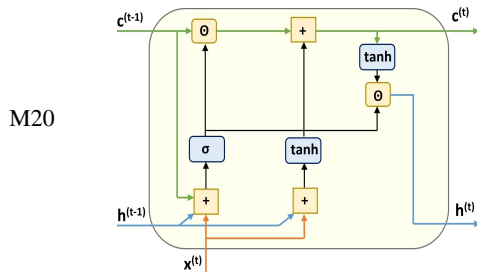 c(t-1)
c(t)
ʘ
+
tanh
ʘ
M20
σ
tanh
+
+
h(t-1)
h(t)
x(t)